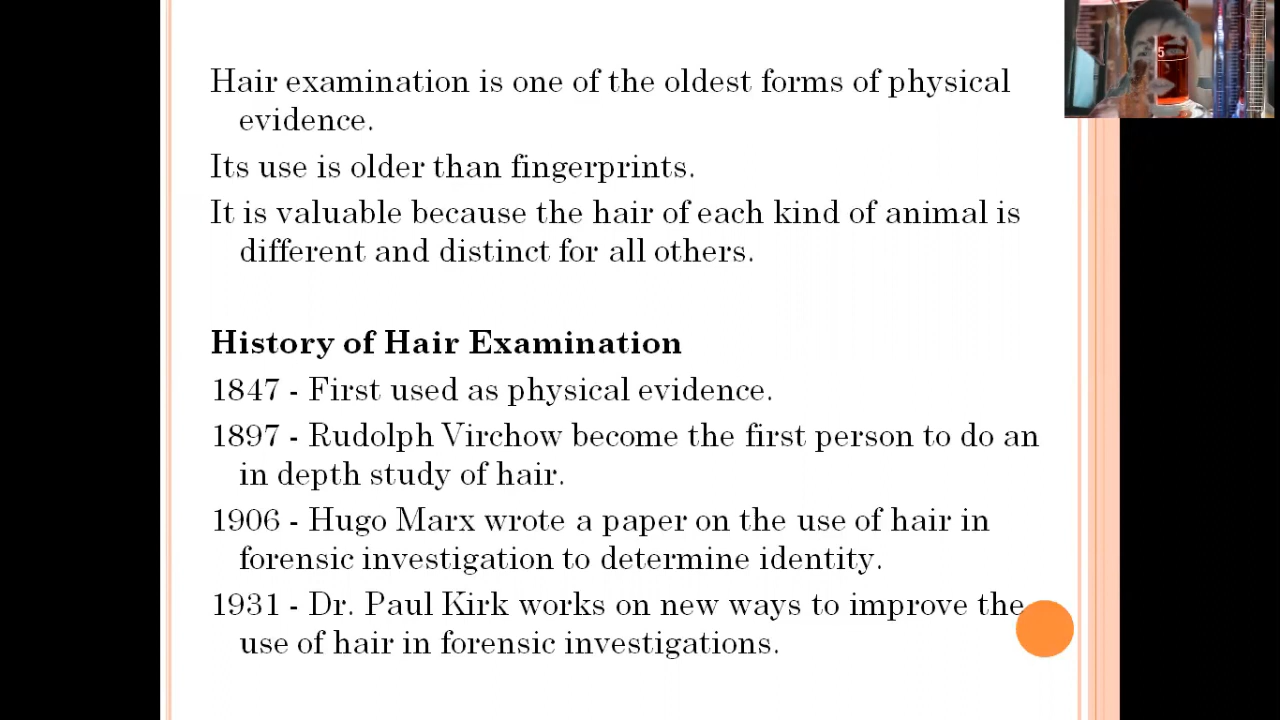 Hair examination is one of the oldest forms of physical
evidence.
Its use is older than fingerprints.
It is valuable because the hair of each kind of animal is
different and distinct for all others.
History of Hair Examination
1847 - First used as physical evidence.
1897 - Rudolph Virchow become the first person to do an
in depth study of hair.
1906 - Hugo Marx wrote a paper on the use of hair in
forensic investigation to determine identity.
1931 - Dr. Paul Kirk works on new ways to improve the
use of hair in forensic investigations.